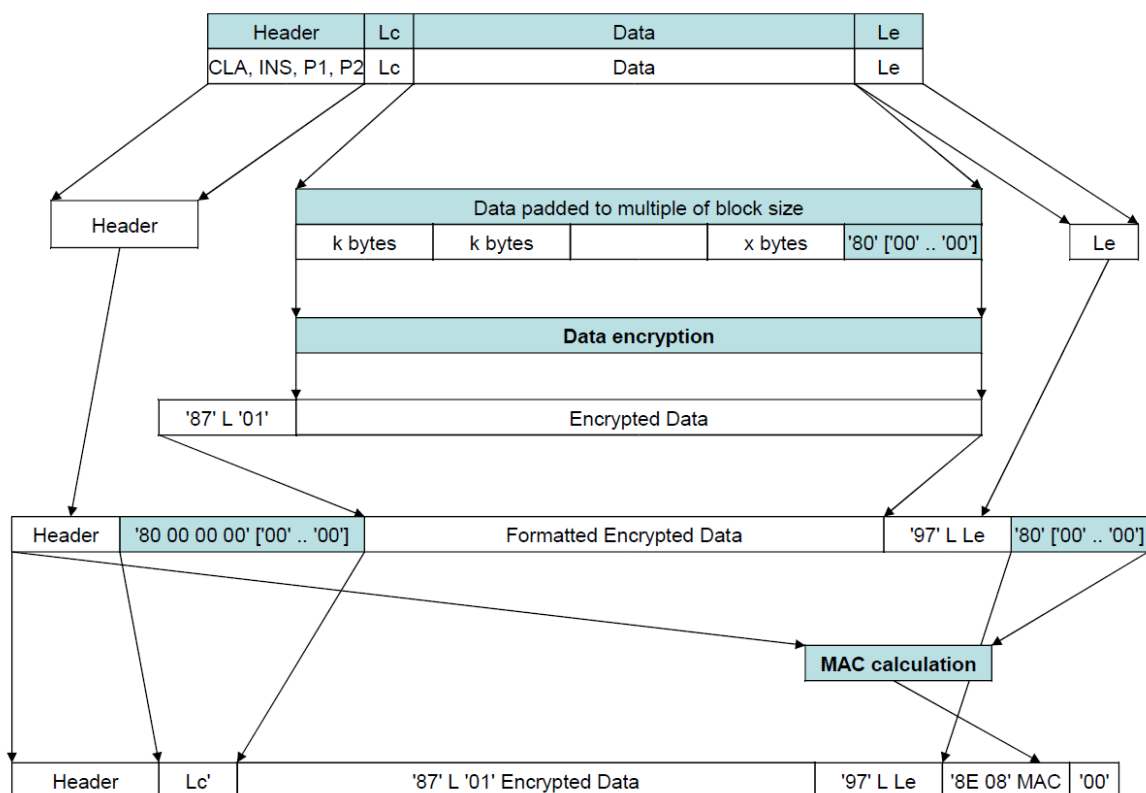 Header Lc Data Le
CLA, INS, P1, P2 Lc Data Le
Data padded to multiple of block size
Header
k bytes k bytes x bytes '80' ['00' .. '00']
Le
Data encryption
'87' L '01' Encrypted Data
Header '80 00 00 00' ['00' .. '00'] Formatted Encrypted Data '97' L Le '80' ['00' .. '00']
MAC calculation
Header Lc' '87' L '01' Encrypted Data '97' L Le '8E 08' MAC '00'